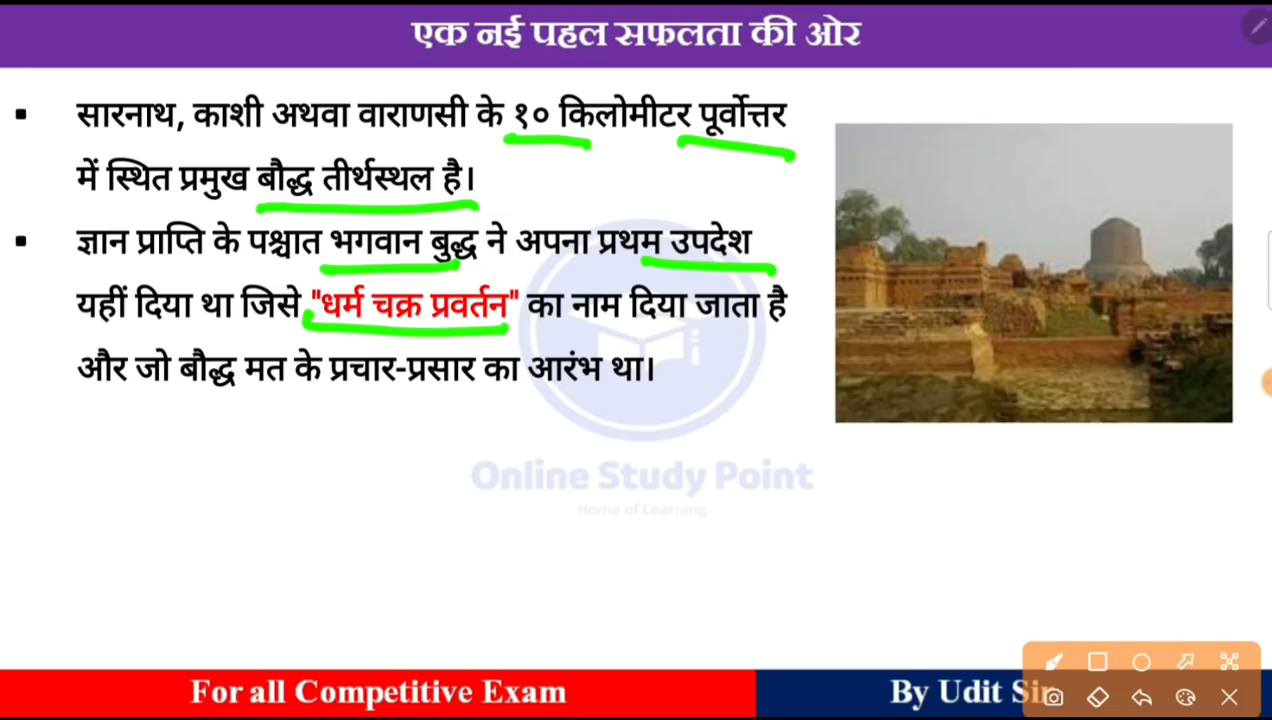 एक नई पहल सफलता की ओर
▪ सारनाथ, काशी अथवा वाराणसी के १० किलोमीटर पूर्वोत्तर
में स्थित प्रमुख बौद्ध तीर्थस्थल है।
▪ ज्ञान प्राप्ति के पश्चात भगवान बुद्ध ने अपना प्रथम उपदेश
यहीं दिया था जिसे "धर्म चक्र प्रवर्तन" का नाम दिया जाता है
और जो बौद्ध मत के प्रचार-प्रसार का आरंभ था।
Online Study Point
Home of Learning
For all Competitive Exam
By Udit Sir